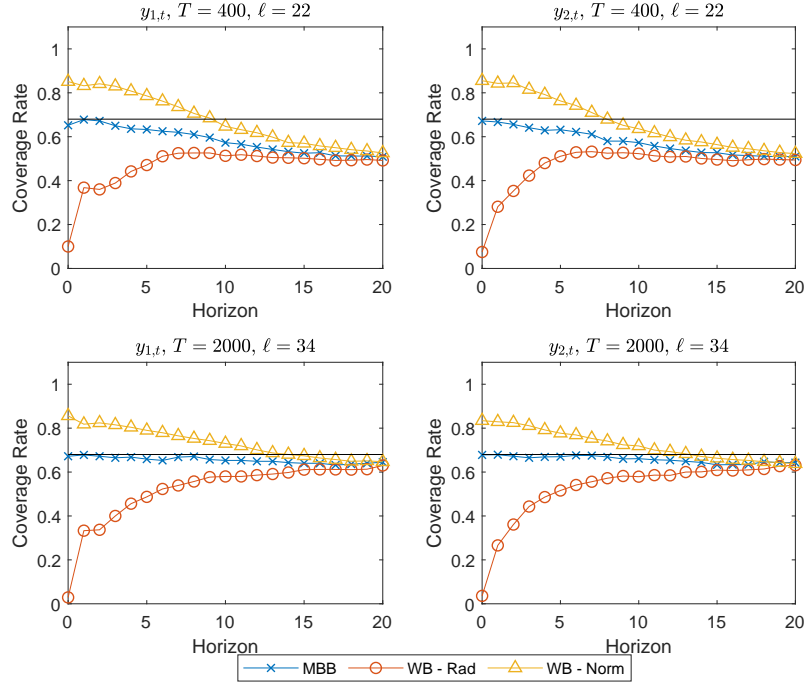 y1,t, T = 400, ℓ = 22
y2,t, T = 400, ℓ = 22
1
0.8
0.6
0.4
0.2
0
Coverage Rate
0 5 10 15 20
Horizon
1
0.8
0.6
0.4
0.2
0
Coverage Rate
0 5 10 15 20
Horizon
y1,t, T = 2000, ℓ = 34
y2,t, T = 2000, ℓ = 34
1
0.8
0.6
0.4
0.2
0
Coverage Rate
0 5 10 15 20
Horizon
1
0.8
0.6
0.4
0.2
0
Coverage Rate
0 5 10 15 20
Horizon
MBB WB - Rad WB - Norm